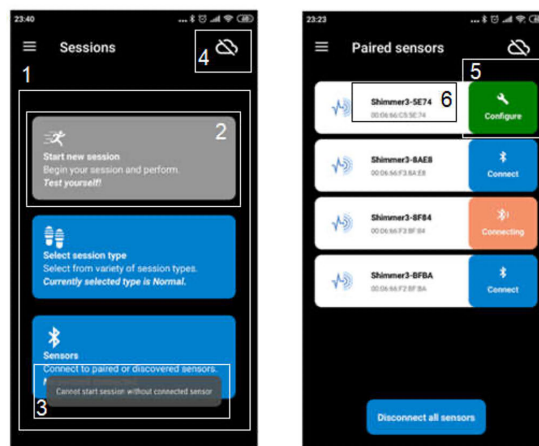 23:40
Sessions
4
1
2
Start new session
Begin your session and perform.
Test yourself!
Select session type
Select from variety of session types.
Currently selected type is Normal.
Sensors
Connect to paired or discovered sensors.
Cannot start session without connected sensor
3
23:23
Paired sensors
5
Shimmer3-5E74
6
00:06:66:C5:5E:74
Configure
Shimmer3-8AE8
00:06:66:F3:8A:E8
Connect
Shimmer3-8F84
00:06:66:F3:8F:84
Connecting
Shimmer3-BFBA
00:06:66:F2:BF:BA
Connect
Disconnect all sensors